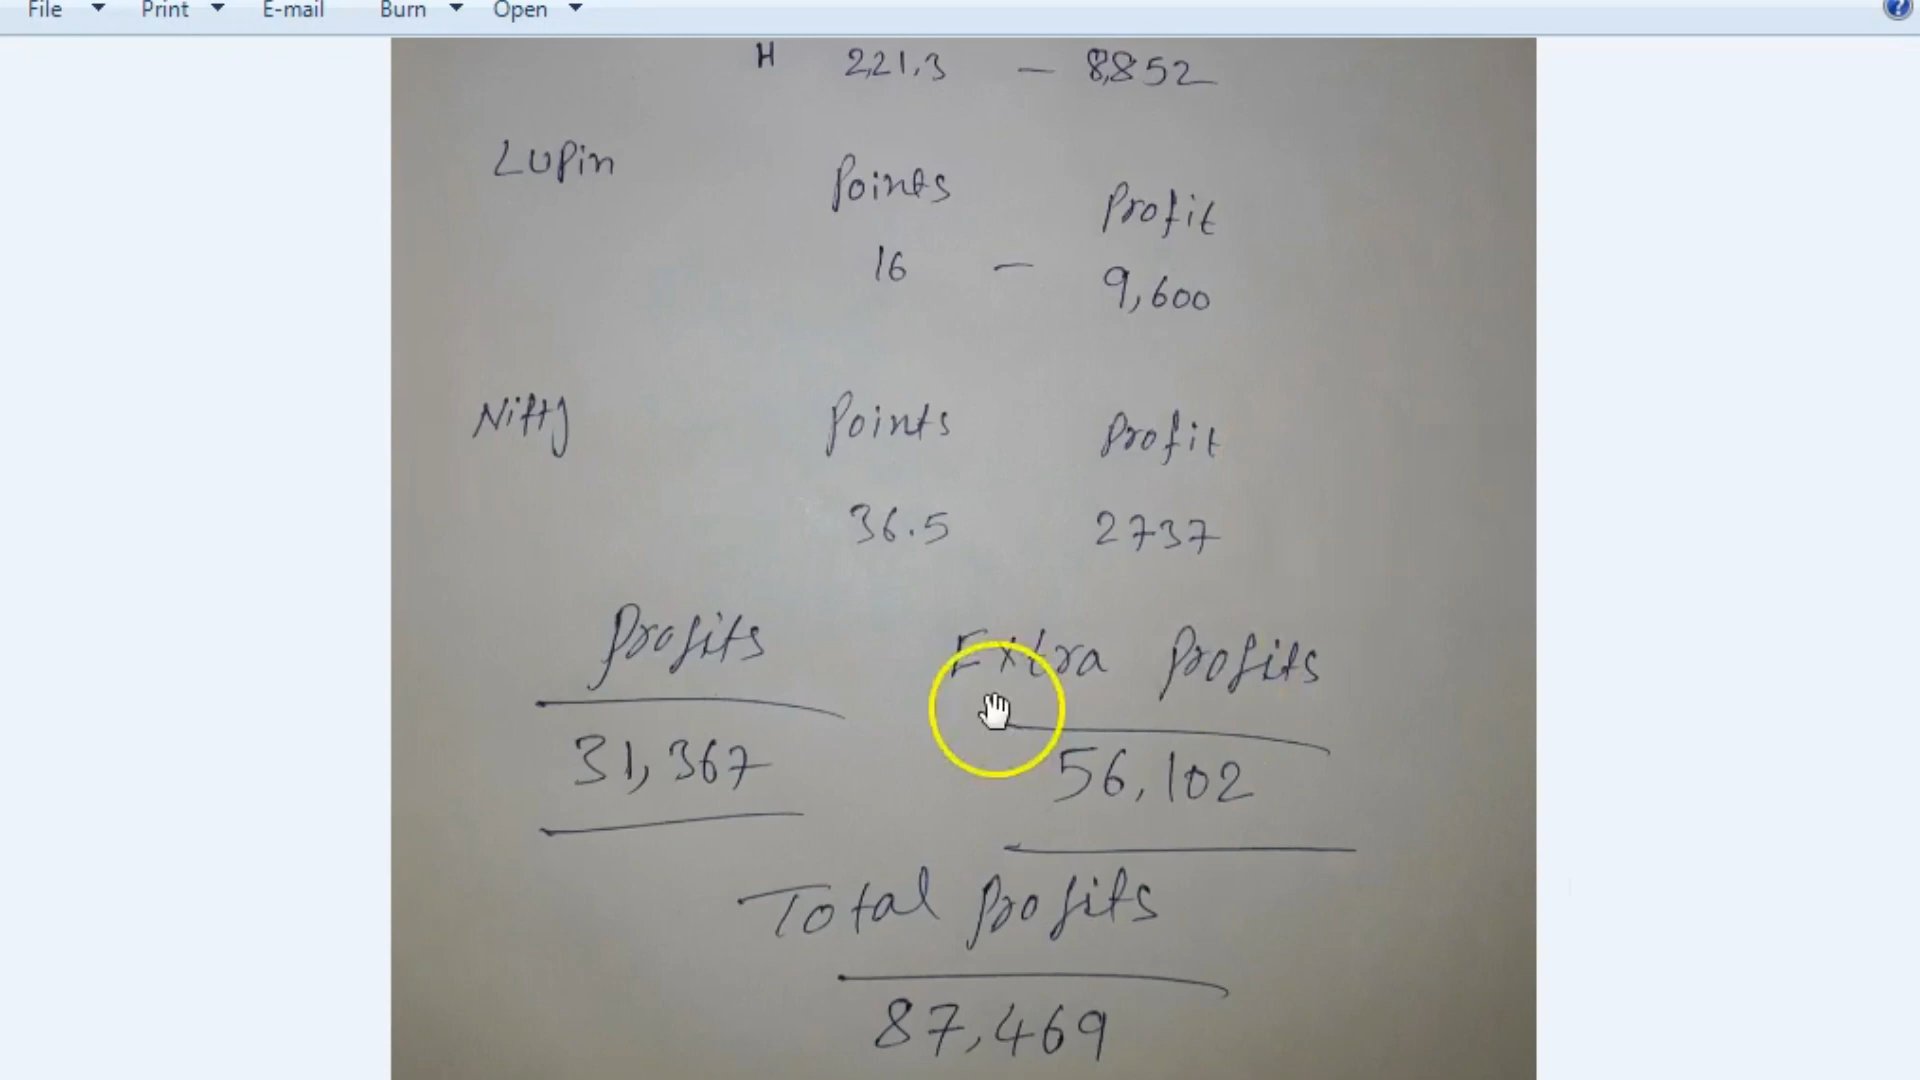 File Print E-mail Burn Open
H 221.3 — 8,852
Lupin Points Profit
16 — 9,600
Nifty Points Profit
36.5 2737
Profits Extra Profits
31,367 56,102
Total Profits
87,469